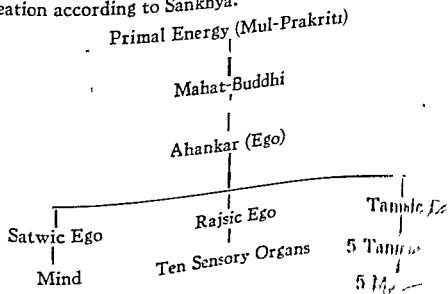 eation according to Sankhya.
Primal Energy (Mul-Prakriti)
Mahat-Buddhi
Ahankar (Ego)
Satwic Ego
Rajsic Ego
Mind
Ten Sensory Organs
5
5